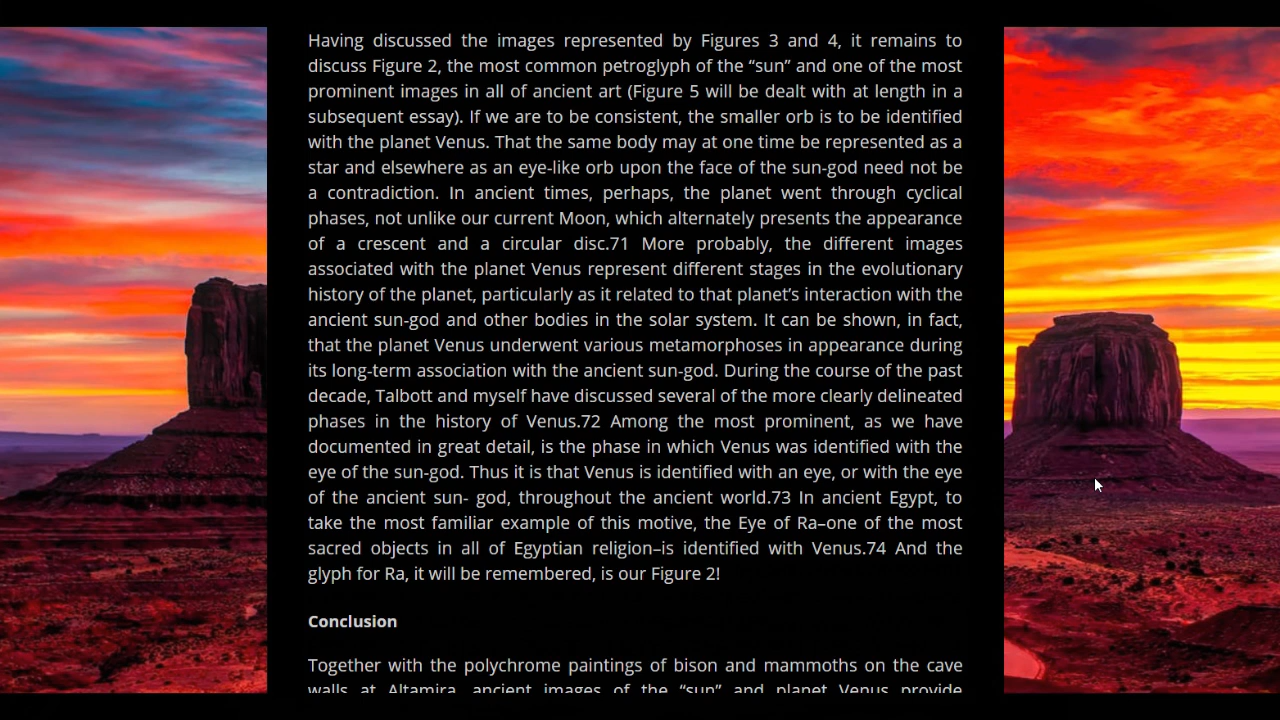 Having discussed the images represented by Figures 3 and 4, it remains to
discuss Figure 2, the most common petroglyph of the “sun” and one of the most
prominent images in all of ancient art (Figure 5 will be dealt with at length in a
subsequent essay). If we are to be consistent, the smaller orb is to be identified
with the planet Venus. That the same body may at one time be represented as a
star and elsewhere as an eye-like orb upon the face of the sun-god need not be
a contradiction. In ancient times, perhaps, the planet went through cyclical
phases, not unlike our current Moon, which alternately presents the appearance
of a crescent and a circular disc.71 More probably, the different images
associated with the planet Venus represent different stages in the evolutionary
history of the planet, particularly as it related to that planet’s interaction with the
ancient sun-god and other bodies in the solar system. It can be shown, in fact,
that the planet Venus underwent various metamorphoses in appearance during
its long-term association with the ancient sun-god. During the course of the past
decade, Talbott and myself have discussed several of the more clearly delineated
phases in the history of Venus.72 Among the most prominent, as we have
documented in great detail, is the phase in which Venus was identified with the
eye of the sun-god. Thus it is that Venus is identified with an eye, or with the eye
of the ancient sun- god, throughout the ancient world.73 In ancient Egypt, to
take the most familiar example of this motive, the Eye of Ra–one of the most
sacred objects in all of Egyptian religion–is identified with Venus.74 And the
glyph for Ra, it will be remembered, is our Figure 2!
Conclusion
Together with the polychrome paintings of bison and mammoths on the cave
walls at Altamira, ancient images of the “sun” and planet Venus provide